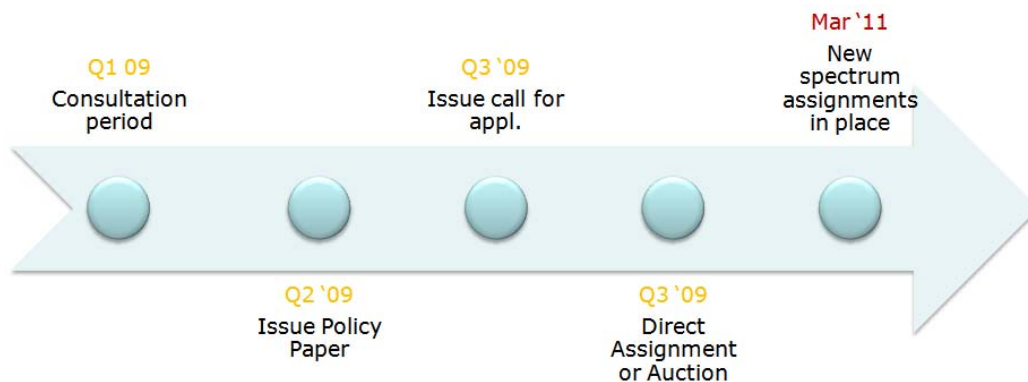 Q1 09
Consultation
period
Q2 ‘09
Issue Policy
Paper
Q3 ‘09
Issue call for
appl.
Q3 ‘09
Direct
Assignment
or Auction
Mar ‘11
New
spectrum
assignments
in place